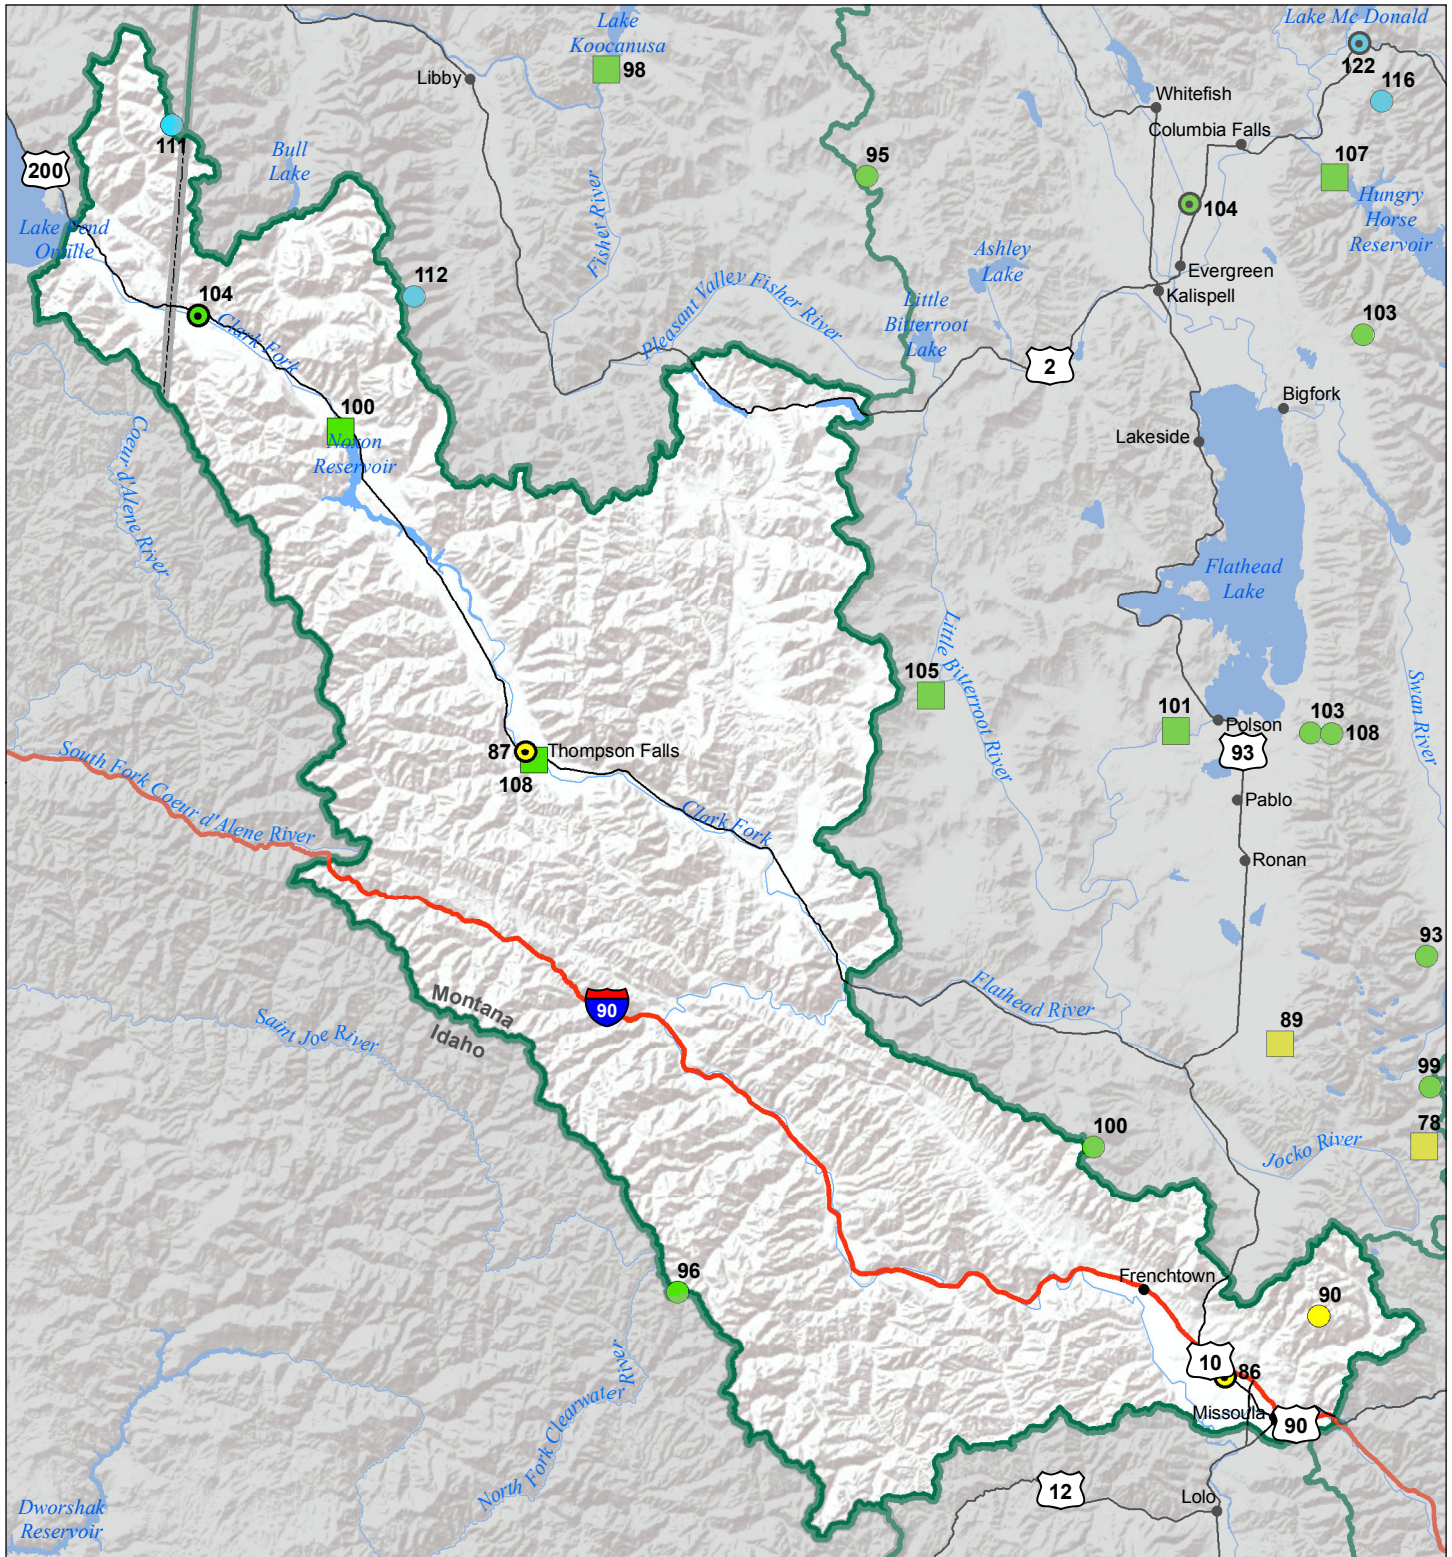 Lake Mc Donald
122
116
Lake
Koocanusa
98
Libby
Whitefish
Columbia Falls
111
Bull
Lake
95
107
200
Hungry
Horse
Reservoir
104
Fisher River
Lake Pend
Oreille
Ashley
Lake
Evergreen
Kalispell
112
104
Clark Fork
Pleasant Valley Fisher River
Little
Bitterroot
Lake
103
2
Bigfork
100
Noxon
Reservoir
Lakeside
Coeur d'Alene River
Flathead
Lake
Little Bitterroot River
105
Swan River
101
Polson
103
108
93
87
Thompson Falls
108
South Fork Coeur d'Alene River
Clark Fork
Pablo
Ronan
93
Flathead River
Montana
Idaho
90
Saint Joe River
89
99
100
78
Jocko River
96
Frenchtown
90
10
86
Missoula
90
North Fork Clearwater River
12
Lolo
Dworshak
Reservoir